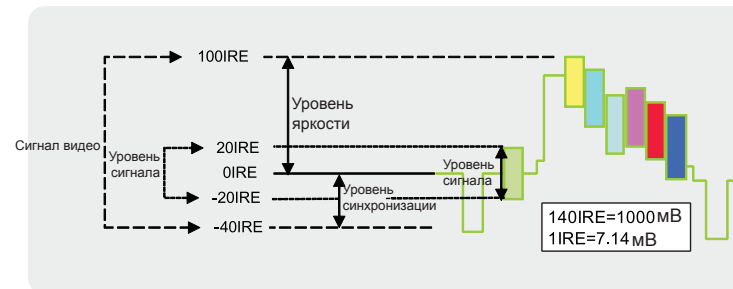 100IRE
Уровень
яркости
Сигнал видео
Уровень
сигнала
20IRE
0IRE
-20IRE
-40IRE
Уровень
синхронизации
Уровень
сигнала
140IRE=1000мВ
1IRE=7.14мВ